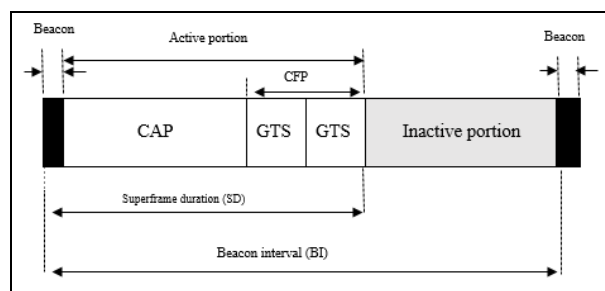 Beacon
Beacon
Active portion
CFP
CAP
GTS
GTS
Inactive portion
Superframe duration (SD)
Beacon interval (BI)